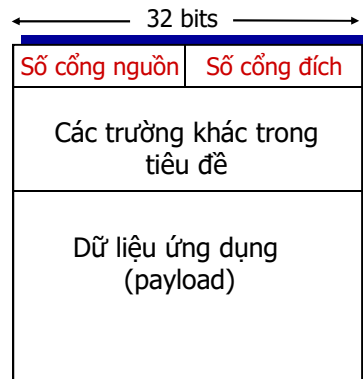 32 bits
Số cổng nguồn Số cổng đích
Các trường khác trong
tiêu đề
Dữ liệu ứng dụng
(payload)